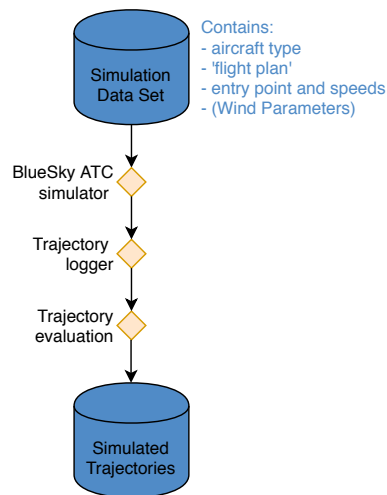 Contains:
- aircraft type
- 'flight plan'
- entry point and speeds
- (Wind Parameters)
Simulation
Data Set
BlueSky ATC
simulator
Trajectory
logger
Trajectory
evaluation
Simulated
Trajectories